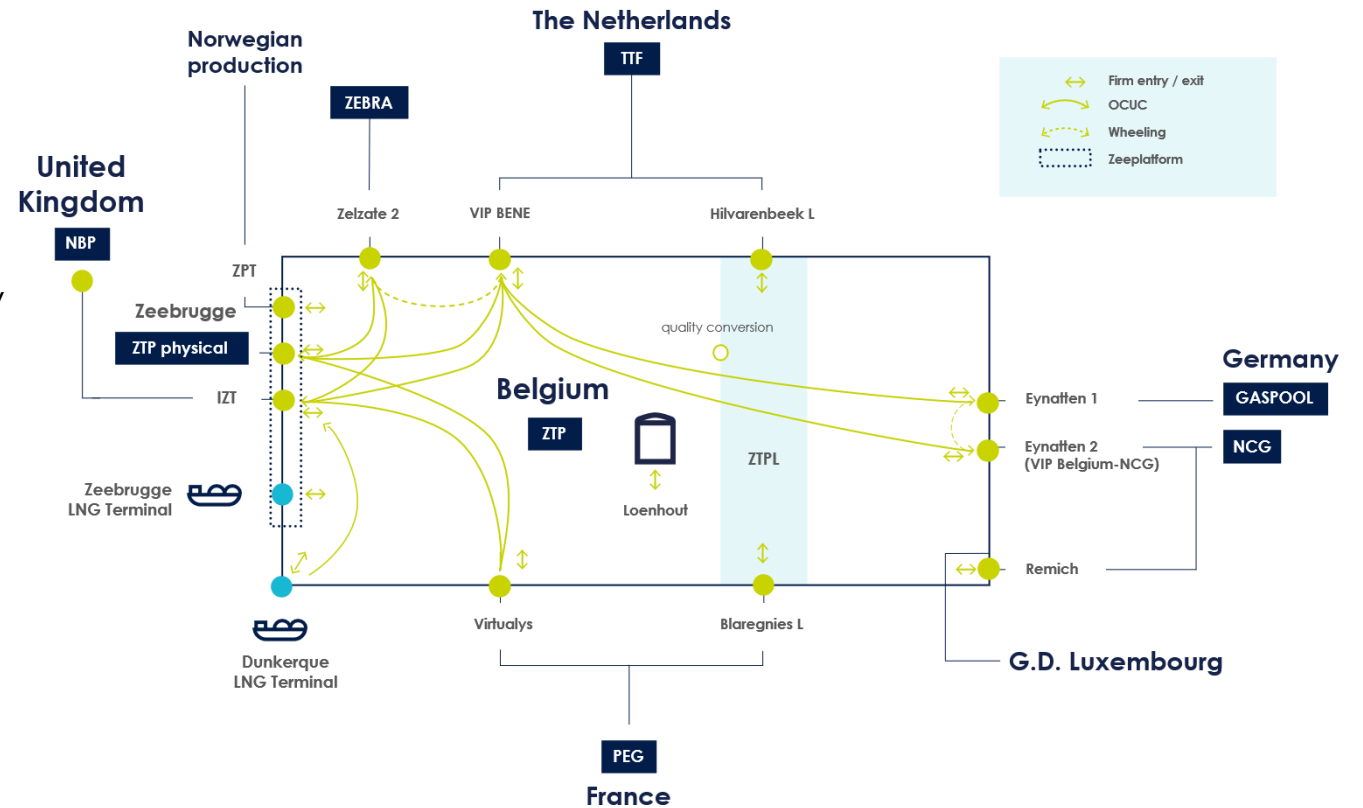 The Netherlands
TTF
Norwegian
production
ZEBRA
Firm entry / exit
OCUC
Wheeling
Zeeplatform
United
Kingdom
NBP
Zelzate 2
VIP BENE
Hilvarenbeek L
ZPT
Zeebrugge
ZTP physical
quality conversion
IZT
Belgium
ZTP
Germany
Eynatten 1
GASPOOL
Eynatten 2
(VIP Belgium-NCG)
NCG
ZTPL
Zeebrugge
LNG Terminal
Loenhout
Remich
Virtualys
Blaregnies L
Dunkerque
LNG Terminal
G.D. Luxembourg
PEG
France